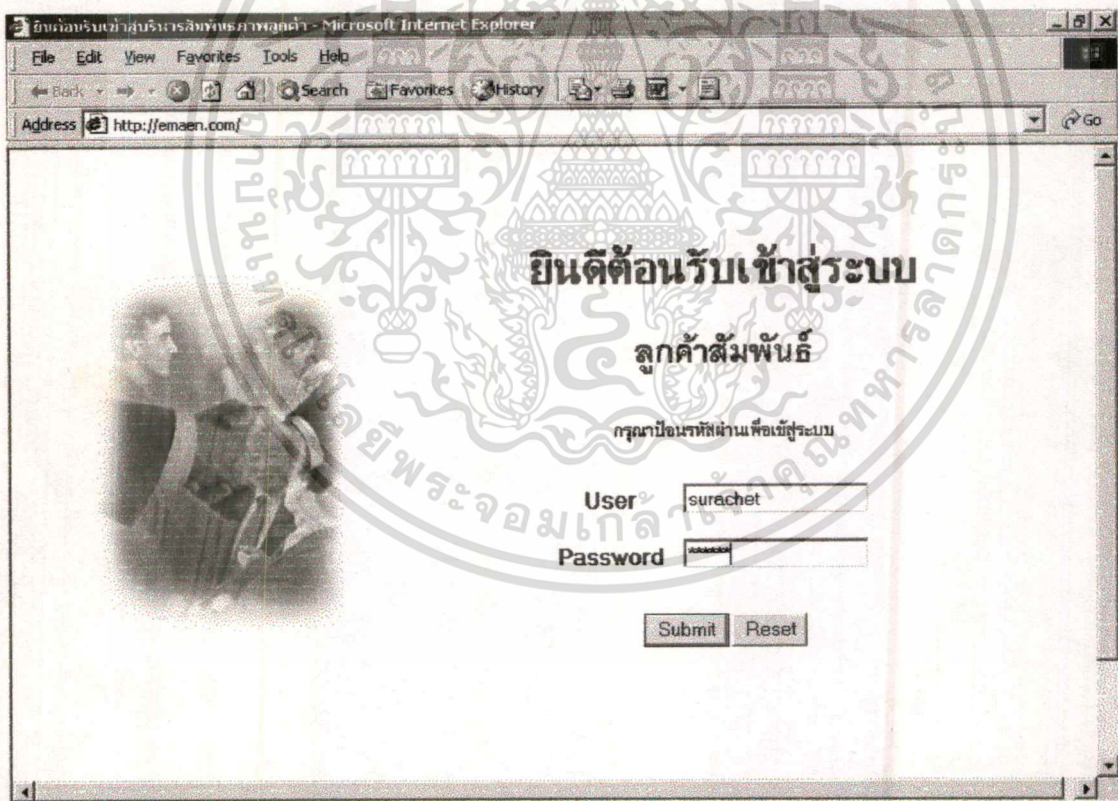 ยินต้อนรับเข้าสู่บริหารสัมพันธภาพลูกค้า - Microsoft Internet Explorer
File Edit View Favorites Tools Help
Back Search Favorites History
Address http://emaen.com/ Go
ยินดีต้อนรับเข้าสู่ระบบ
ลูกค้าสัมพันธ์
กรุณาป้อนรหัสผ่านเพื่อเข้สู่ระบบ
User surachet
Password ******
Submit Reset